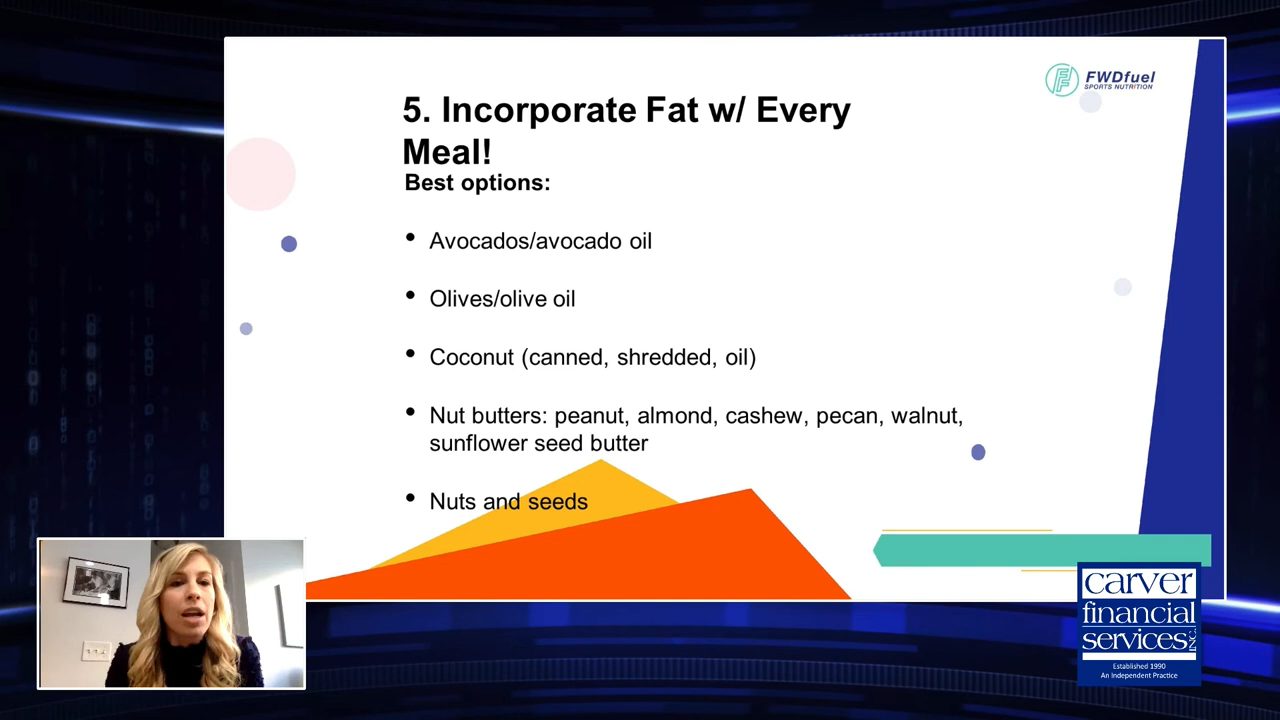 FWDfuel
SPORTS NUTRITION
5. Incorporate Fat w/ Every
Meal!
Best options:
• Avocados/avocado oil
• Olives/olive oil
• Coconut (canned, shredded, oil)
• Nut butters: peanut, almond, cashew, pecan, walnut,
sunflower seed butter
• Nuts and seeds
carver
financial
services INC.
Established 1990
An Independent Practice